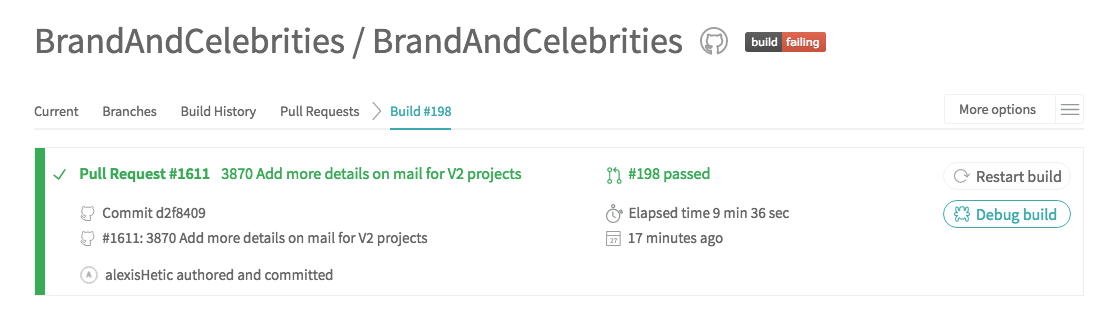 BrandAndCelebrities / BrandAndCelebrities build failing
Current Branches Build History Pull Requests Build #198 More options
Pull Request #1611 3870 Add more details on mail for V2 projects #198 passed Restart build
Commit d2f8409 Elapsed time 9 min 36 sec Debug build
#1611: 3870 Add more details on mail for V2 projects 27 17 minutes ago
A alexisHetic authored and committed